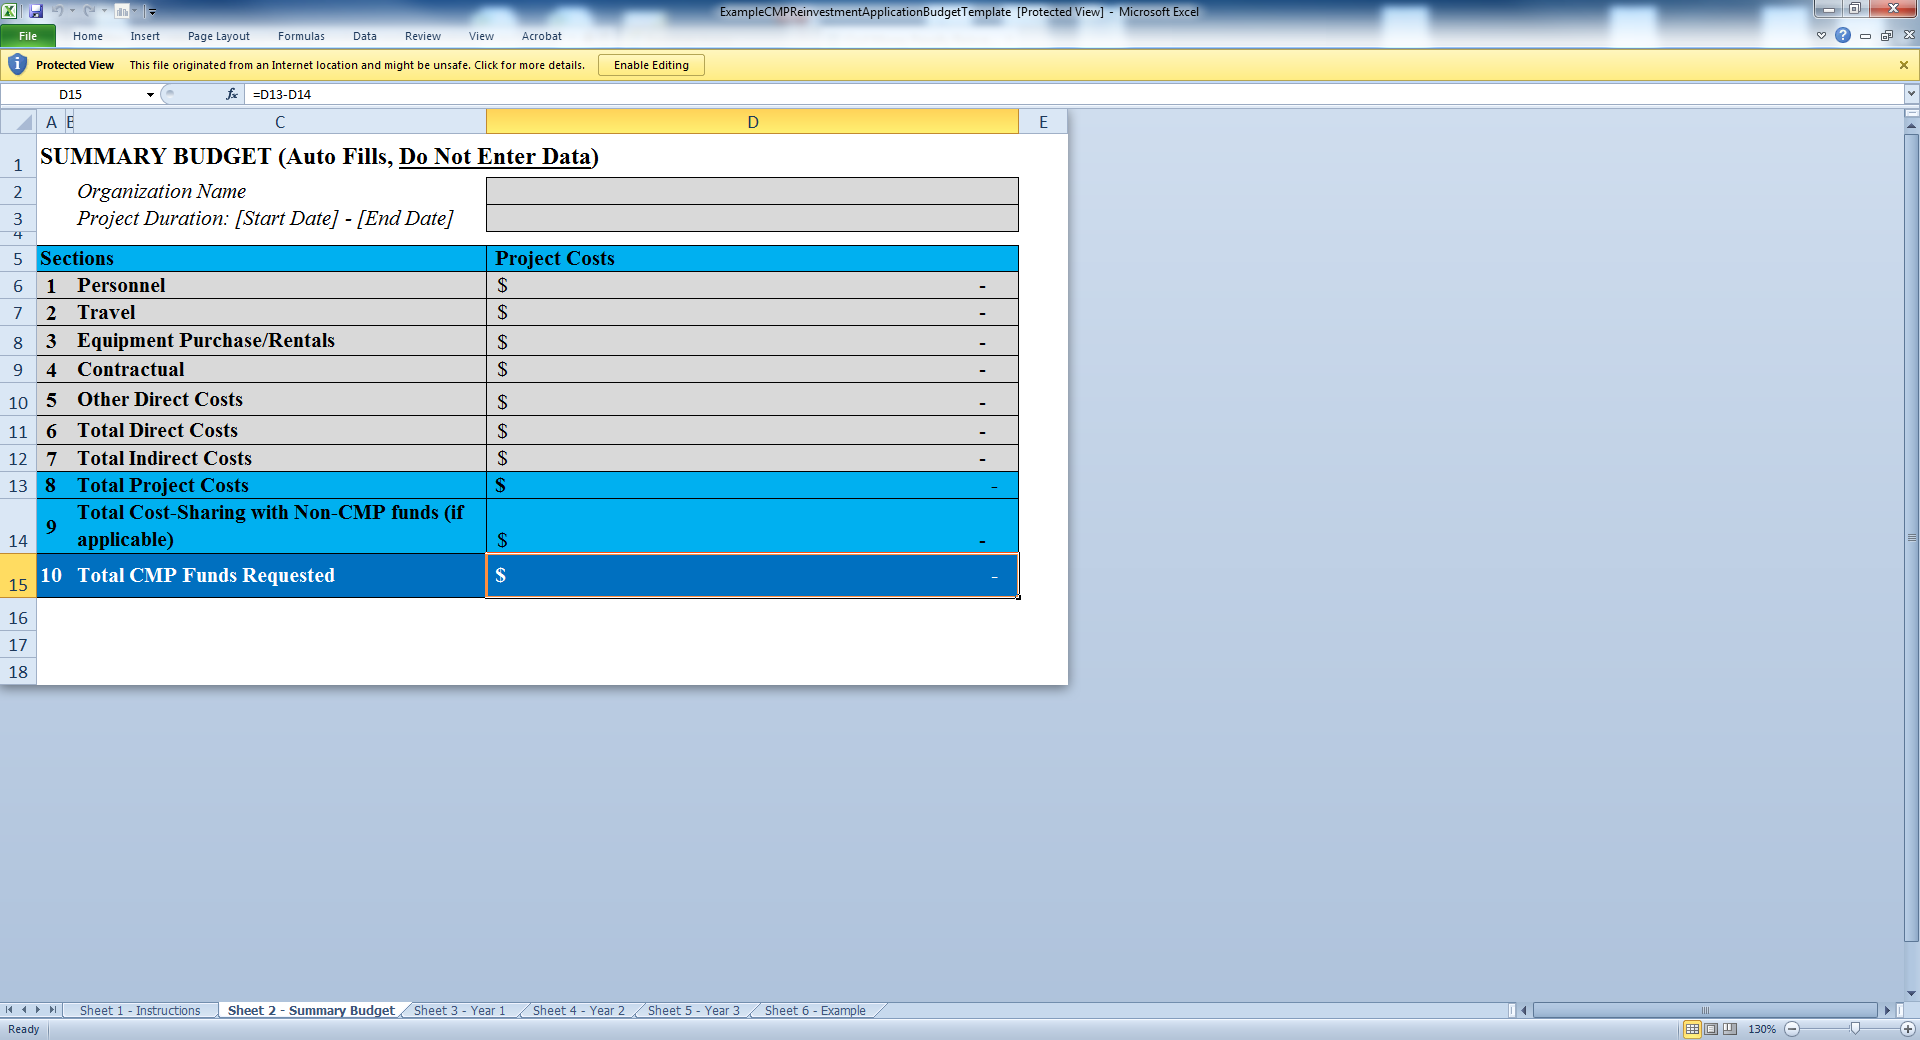 ExampleCMPReinvestmentApplicationBudgetTemplate [Protected View] - Microsoft Excel
File Home Insert Page Layout Formulas Data Review View Acrobat
Protected View This file originated from an Internet location and might be unsafe. Click for more details. Enable Editing
D15 fx =D13-D14
A B C D E
1 SUMMARY BUDGET (Auto Fills, Do Not Enter Data)
2 Organization Name
3 Project Duration: [Start Date] - [End Date]
4
5 Sections Project Costs
6 1 Personnel $ -
7 2 Travel $ -
8 3 Equipment Purchase/Rentals $ -
9 4 Contractual $ -
10 5 Other Direct Costs $ -
11 6 Total Direct Costs $ -
12 7 Total Indirect Costs $ -
13 8 Total Project Costs $ -
14 9 Total Cost-Sharing with Non-CMP funds (if
applicable) $ -
15 10 Total CMP Funds Requested $ -
16
17
18
Sheet 1 - Instructions Sheet 2 - Summary Budget Sheet 3 - Year 1 Sheet 4 - Year 2 Sheet 5 - Year 3 Sheet 6 - Example
Ready 130%